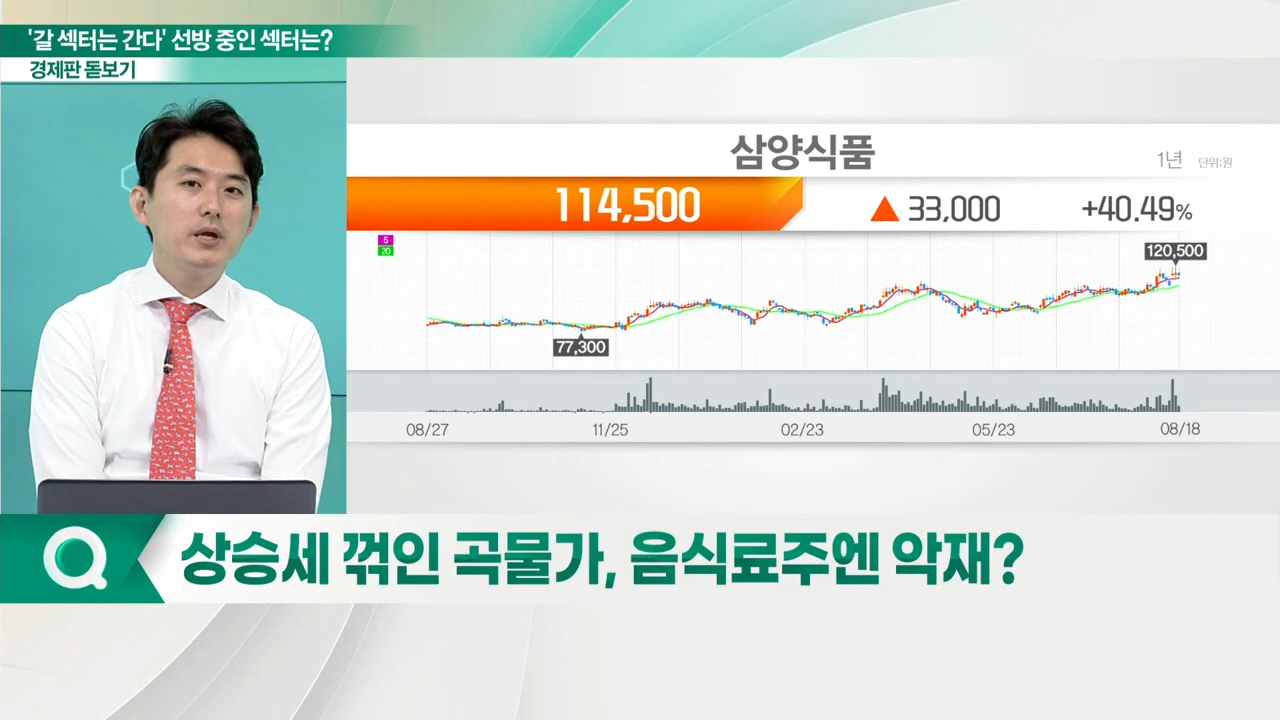 '갈 섹터는 간다' 선방 중인 섹터는?
경제판 돋보기
삼양식품
1년 단위:원
114,500 ▲ 33,000 +40.49%
5
20
120,500
77,300
08/27 11/25 02/23 05/23 08/18
Q 상승세 꺾인 곡물가, 음식료주엔 악재?